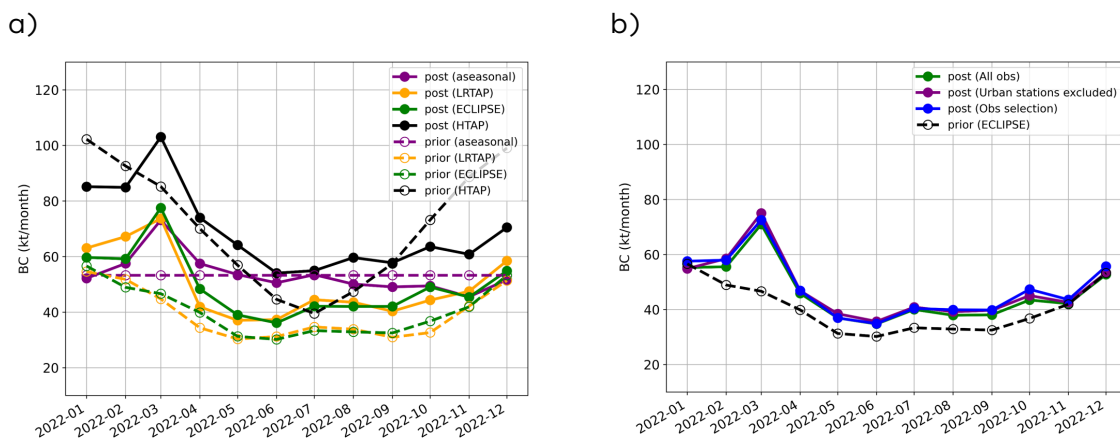 a)
b)
120
100
80
60
40
20
BC (kt/month)
post (aseasonal)
post (LRTAP)
post (ECLIPSE)
post (HTAP)
prior (aseasonal)
prior (LRTAP)
prior (ECLIPSE)
prior (HTAP)
2022-01
2022-02
2022-03
2022-04
2022-05
2022-06
2022-07
2022-08
2022-09
2022-10
2022-11
2022-12
120
100
80
60
40
20
BC (kt/month)
post (All obs)
post (Urban stations excluded)
post (Obs selection)
prior (ECLIPSE)
2022-01
2022-02
2022-03
2022-04
2022-05
2022-06
2022-07
2022-08
2022-09
2022-10
2022-11
2022-12